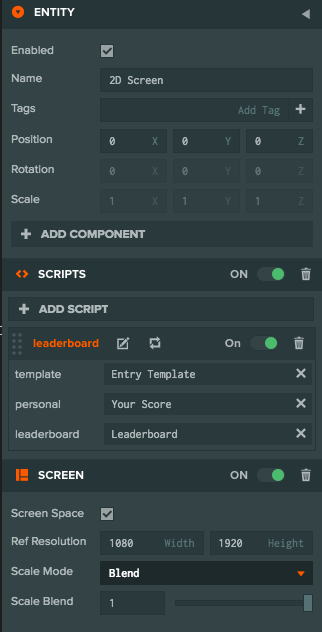 ENTITY
Enabled
Name 2D Screen
Tags Add Tag +
Position 0 X 0 Y 0 Z
Rotation 0 X 0 Y 0 Z
Scale 1 X 1 Y 1 Z
+ ADD COMPONENT
SCRIPTS ON
+ ADD SCRIPT
leaderboard On
template Entry Template
personal Your Score
leaderboard Leaderboard
SCREEN ON
Screen Space
Ref Resolution 1080 Width 1920 Height
Scale Mode Blend
Scale Blend 1